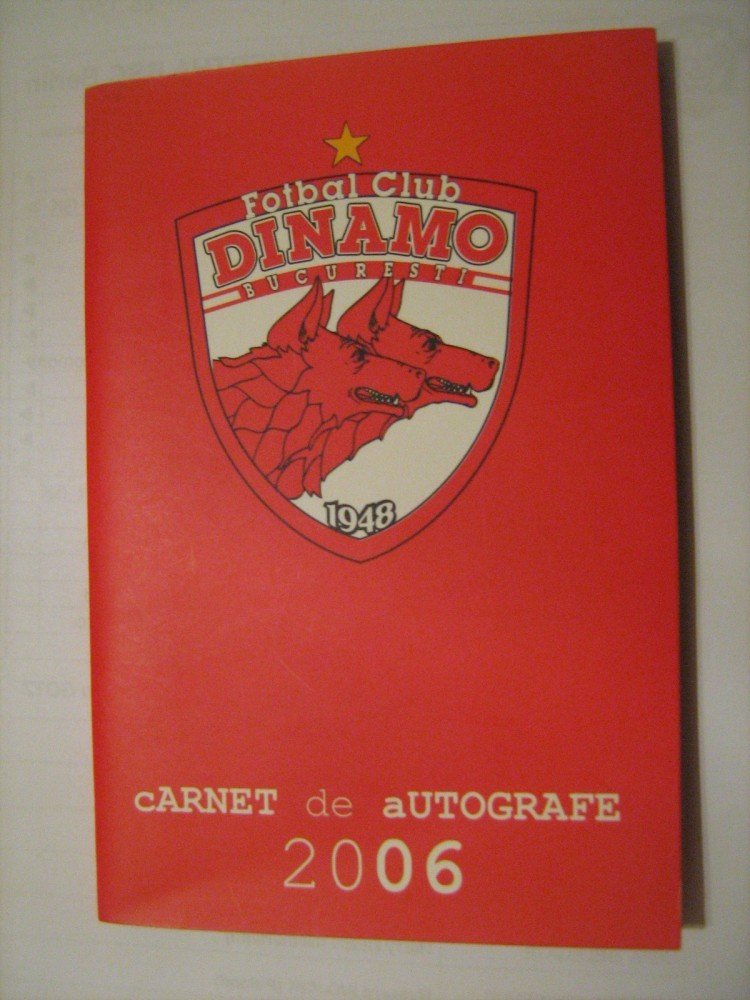 Fotbal Club
DINAMO
BUCURESTI
1948
cARNET de aUTOGRAFE
2006